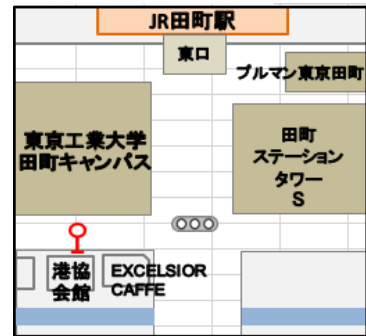 JR田町駅
東口
プルマン東京田町
東京工業大学
田町キャンパス
田町
ステーション
タワー
S
港協
会館
EXCELSIOR
CAFFE